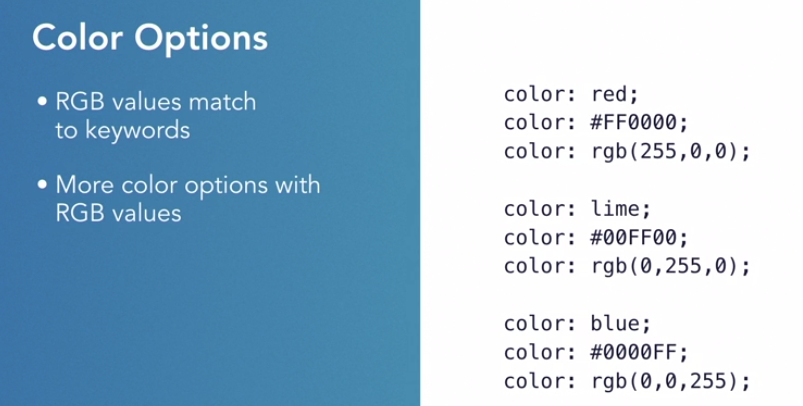 Color Options
• RGB values match
to keywords
• More color options with
RGB values
color: red;
color: #FF0000;
color: rgb(255,0,0);
color: lime;
color: #00FF00;
color: rgb(0,255,0);
color: blue;
color: #0000FF;
color: rgb(0,0,255);